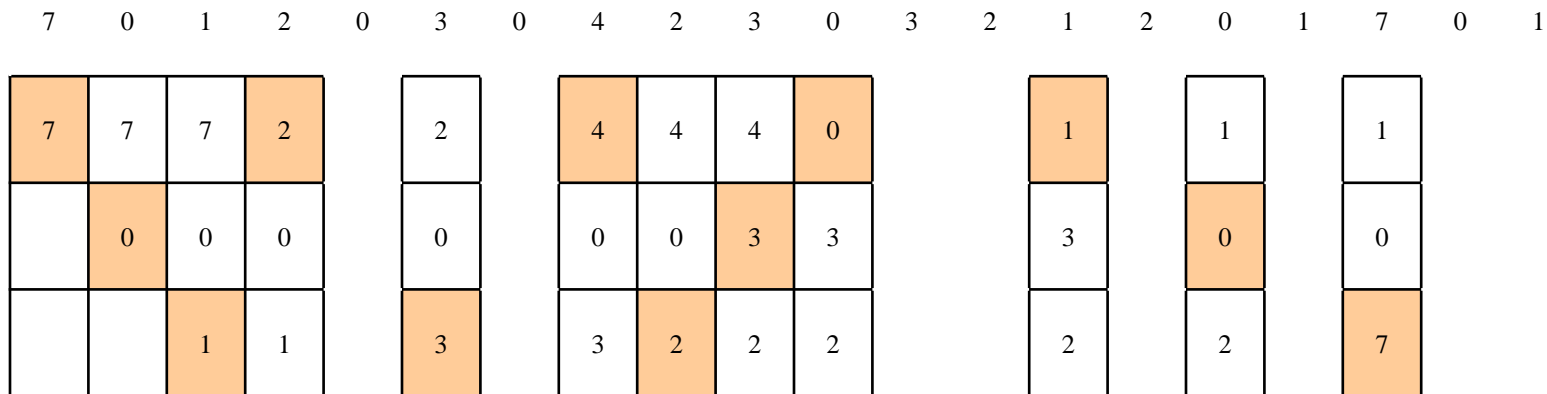 7 0 1 2 0 3 0 4 2 3 0 3 2 1 2 0 1 7 0 1
7 7 7 2 2 4 4 4 0 1 1 1
0 0 0 0 0 0 3 3 3 0 0
1 1 3 3 2 2 2 2 2 7